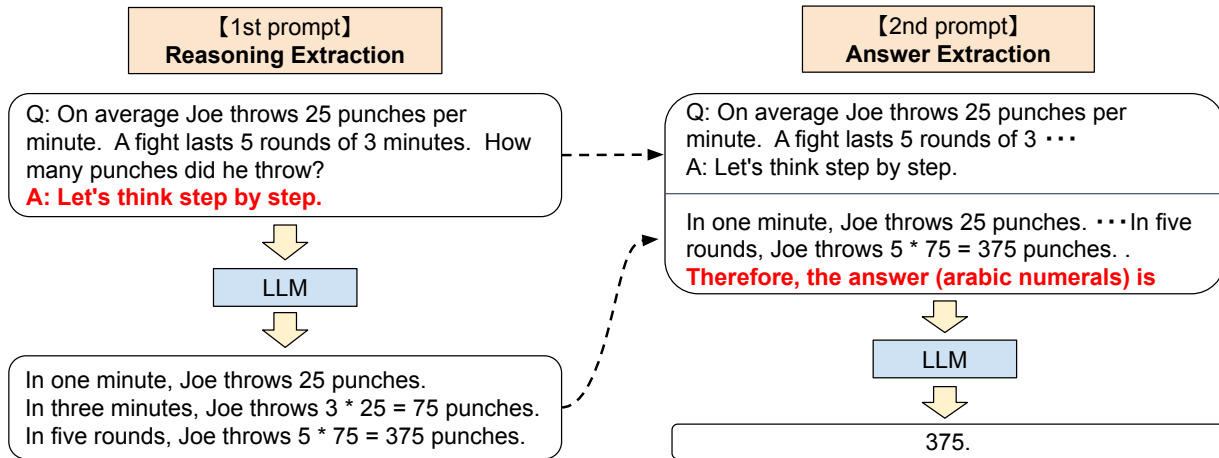 【1st prompt】
Reasoning Extraction
Q: On average Joe throws 25 punches per
minute.  A fight lasts 5 rounds of 3 minutes.  How
many punches did he throw?
A: Let's think step by step.
LLM
In one minute, Joe throws 25 punches.
In three minutes, Joe throws 3 * 25 = 75 punches.
In five rounds, Joe throws 5 * 75 = 375 punches.
【2nd prompt】
Answer Extraction
Q: On average Joe throws 25 punches per
minute.  A fight lasts 5 rounds of 3 ・・・
A: Let's think step by step.
In one minute, Joe throws 25 punches. ・・・In five
rounds, Joe throws 5 * 75 = 375 punches. .
Therefore, the answer (arabic numerals) is
LLM
375.